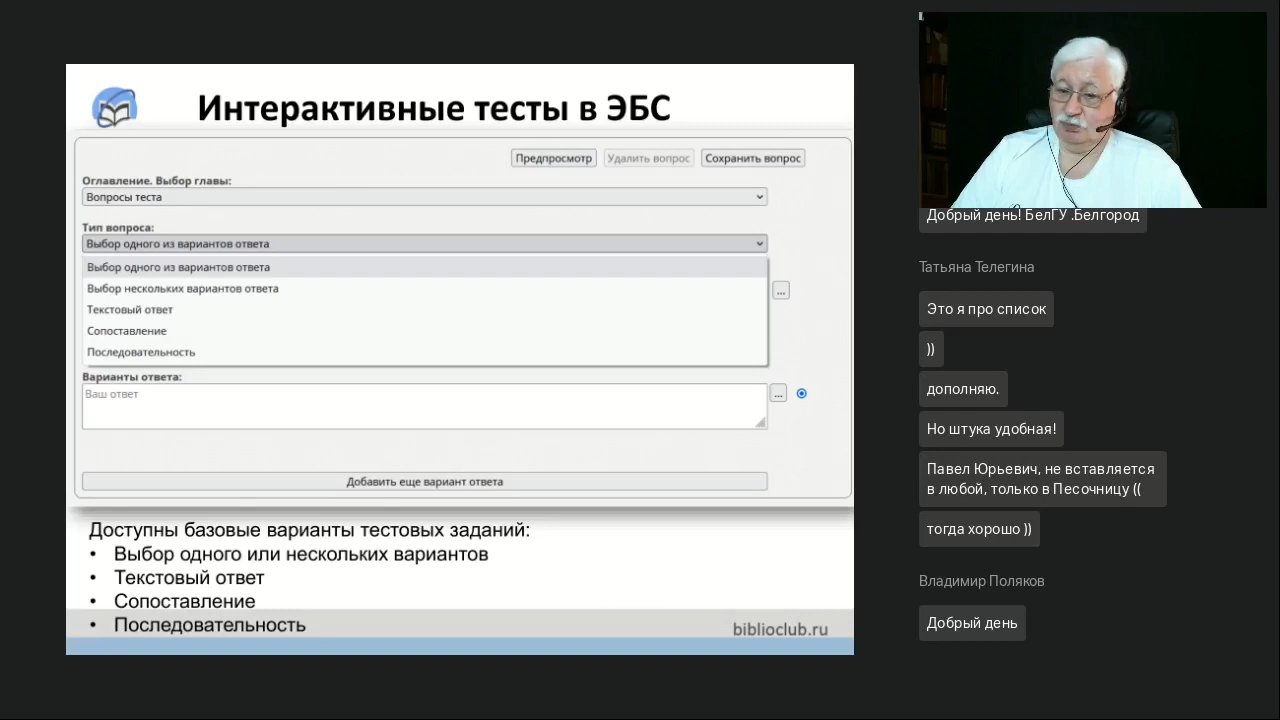 Интерактивные тесты в ЭБС
Предпросмотр
Удалить вопрос
Сохранить вопрос
Оглавление. Выбор главы:
Вопросы теста
Тип вопроса:
Выбор одного из вариантов ответа
Выбор одного из вариантов ответа
Выбор нескольких вариантов ответа
...
Текстовый ответ
Сопоставление
Последовательность
Варианты ответа:
Ваш ответ
...
Добавить еще вариант ответа
Доступны базовые варианты тестовых заданий:
• Выбор одного или нескольких вариантов
• Текстовый ответ
• Сопоставление
• Последовательность
biblioclub.ru
Добрый день! БелГУ .Белгород
Татьяна Телегина
Это я про список
))
дополняю.
Но штука удобная!
Павел Юрьевич, не вставляется
в любой, только в Песочницу ((
тогда хорошо ))
Владимир Поляков
Добрый день